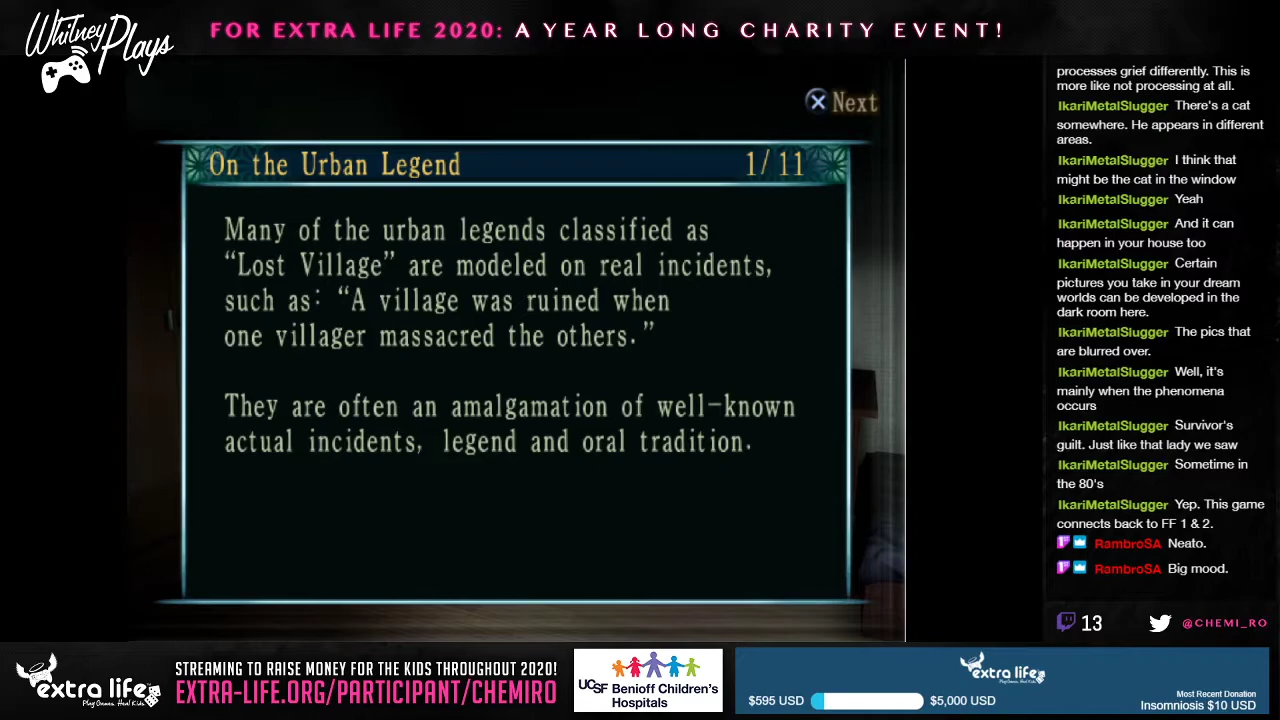 Whitney Plays
FOR EXTRA LIFE 2020: A YEAR LONG CHARITY EVENT!
Next
On the Urban Legend 1/11
Many of the urban legends classified as
“Lost Village” are modeled on real incidents,
such as: “A village was ruined when
one villager massacred the others.”
They are often an amalgamation of well-known
actual incidents, legend and oral tradition.
processes grief differently. This is
more like not processing at all.
IkariMetalSlugger There's a cat
somewhere. He appears in different
areas.
IkariMetalSlugger I think that
might be the cat in the window
IkariMetalSlugger Yeah
IkariMetalSlugger And it can
happen in your house too
IkariMetalSlugger Certain
pictures you take in your dream
worlds can be developed in the
dark room here.
IkariMetalSlugger The pics that
are blurred over.
IkariMetalSlugger Well, it's
mainly when the phenomena
occurs
IkariMetalSlugger Survivor's
guilt. Just like that lady we saw
IkariMetalSlugger Sometime in
the 80's
IkariMetalSlugger Yep. This game
connects back to FF 1 & 2.
RambroSA Neato.
RambroSA Big mood.
13 @CHEMI_RO
extra life
Play Games. Heal Kids.
STREAMING TO RAISE MONEY FOR THE KIDS THROUGHOUT 2020!
EXTRA-LIFE.ORG/PARTICIPANT/CHEMIRO
UCSF Benioff Children's
Hospitals
extra life
Play Games. Heal Kids.
$595 USD $5,000 USD
Most Recent Donation
Insomniosis $10 USD